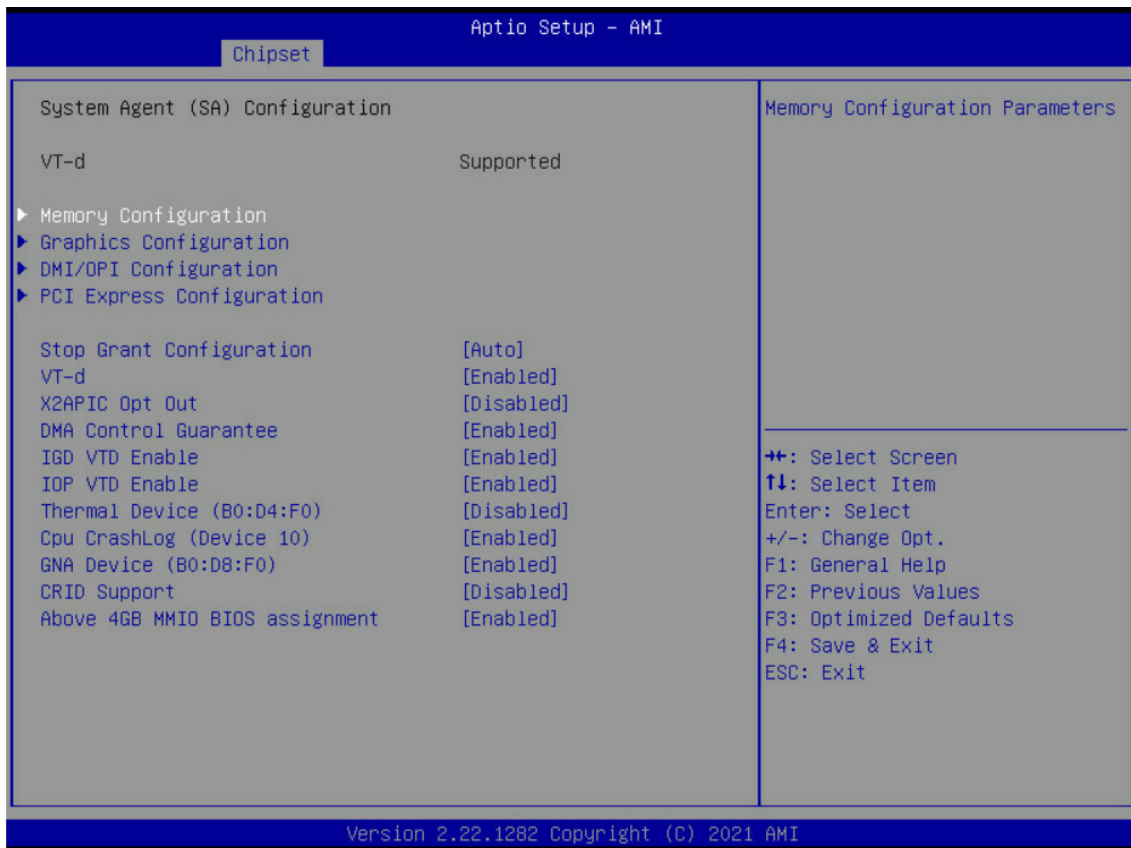 Aptio Setup – AMI
Chipset
System Agent (SA) Configuration
VT-d Supported
Memory Configuration
Graphics Configuration
DMI/OPI Configuration
PCI Express Configuration
Stop Grant Configuration [Auto]
VT-d [Enabled]
X2APIC Opt Out [Disabled]
DMA Control Guarantee [Enabled]
IGD VTD Enable [Enabled]
IOP VTD Enable [Enabled]
Thermal Device (B0:D4:F0) [Disabled]
Cpu CrashLog (Device 10) [Enabled]
GNA Device (B0:D8:F0) [Enabled]
CRID Support [Disabled]
Above 4GB MMIO BIOS assignment [Enabled]
Memory Configuration Parameters
→←: Select Screen
↑↓: Select Item
Enter: Select
+/-: Change Opt.
F1: General Help
F2: Previous Values
F3: Optimized Defaults
F4: Save & Exit
ESC: Exit
Version 2.22.1282 Copyright (C) 2021 AMI